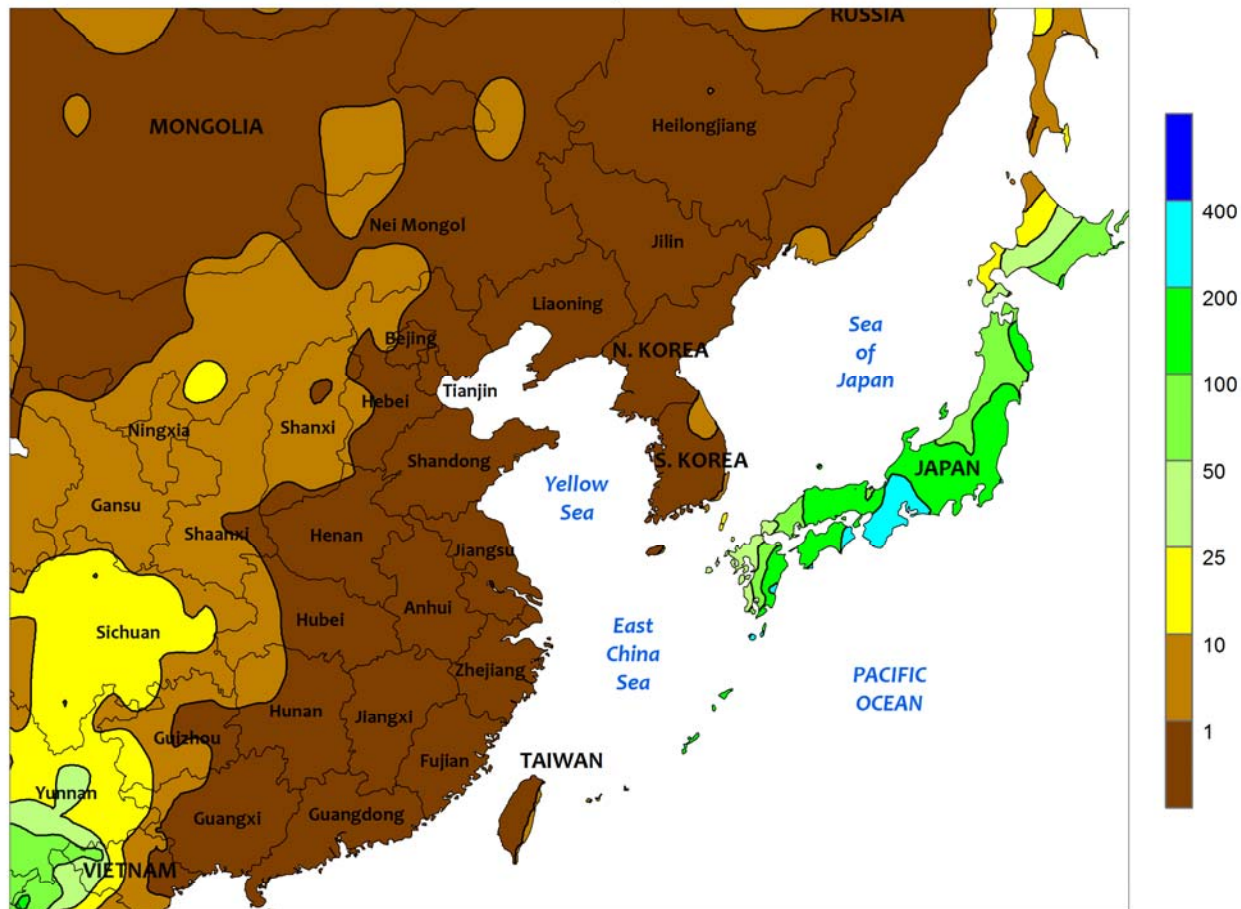 RUSSIA
MONGOLIA
Heilongjiang
Nei Mongol
Jilin
Liaoning
Bejing
N. KOREA
Sea
of
Japan
Tianjin
Hebei
Ningxia
Shanxi
Shandong
S. KOREA
JAPAN
Gansu
Yellow
Sea
Shaanxi
Henan
Jiangsu
Anhui
Hubei
Sichuan
East
China
Sea
Zhejiang
PACIFIC
OCEAN
Hunan
Jiangxi
Guizhou
Fujian
TAIWAN
Yunnan
Guangxi
Guangdong
VIETNAM
400
200
100
50
25
10
1